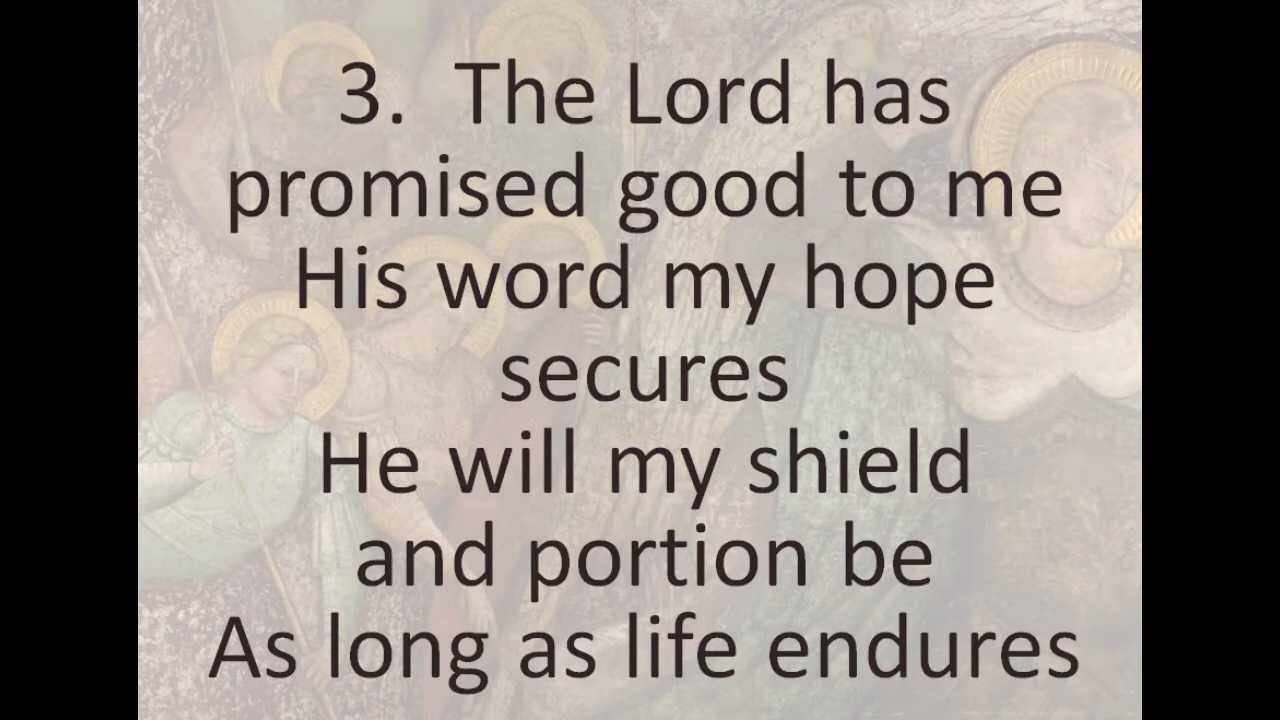 3. The Lord has
promised good to me
His word my hope
secures
He will my shield
and portion be
As long as life endures